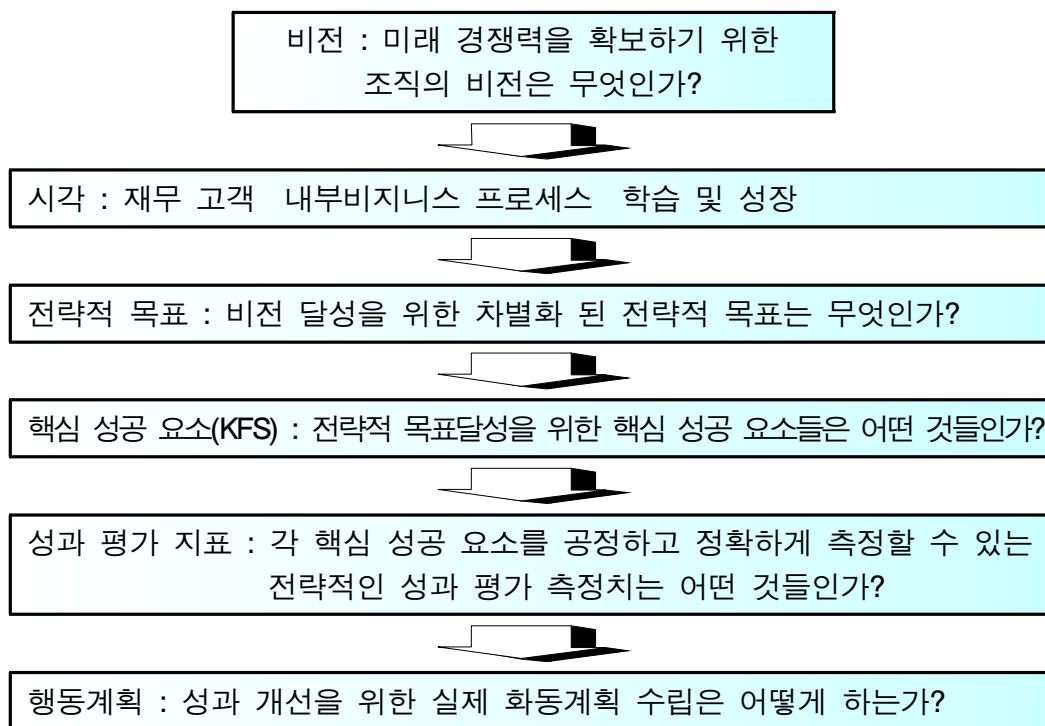 비전 : 미래 경쟁력을 확보하기 위한
조직의 비전은 무엇인가?
시각 : 재무 고객 내부비지니스 프로세스 학습 및 성장
전략적 목표 : 비전 달성을 위한 차별화 된 전략적 목표는 무엇인가?
핵심 성공 요소(KFS) : 전략적 목표달성을 위한 핵심 성공 요소들은 어떤 것들인가?
성과 평가 지표 : 각 핵심 성공 요소를 공정하고 정확하게 측정할 수 있는
전략적인 성과 평가 측정치는 어떤 것들인가?
행동계획 : 성과 개선을 위한 실제 화동계획 수립은 어떻게 하는가?